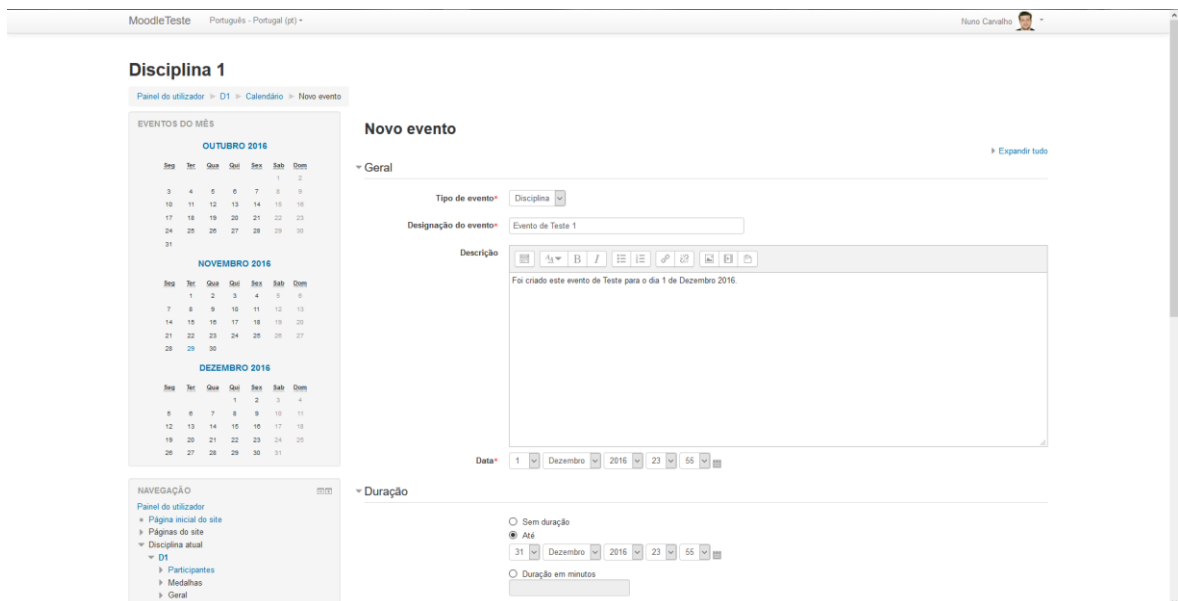 MoodleTeste Português - Portugal (pt) Nuno Carvalho
Disciplina 1
Painel do utilizador D1 Calendário Novo evento
EVENTOS DO MÊS
OUTUBRO 2016
Seg Ter Qua Qui Sex Sab Dom
1 2
3 4 5 6 7 8 9
10 11 12 13 14 15 16
17 18 19 20 21 22 23
24 25 26 27 28 29 30
31
NOVEMBRO 2016
Seg Ter Qua Qui Sex Sab Dom
1 2 3 4 5 6
7 8 9 10 11 12 13
14 15 16 17 18 19 20
21 22 23 24 25 26 27
28 29 30
DEZEMBRO 2016
Seg Ter Qua Qui Sex Sab Dom
1 2 3 4
5 6 7 8 9 10 11
12 13 14 15 16 17 18
19 20 21 22 23 24 25
26 27 28 29 30 31
NAVEGAÇÃO
Painel do utilizador
Página inicial do site
Páginas do site
Disciplina atual
D1
Participantes
Medalhas
Geral
Novo evento
Expandir tudo
Geral
Tipo de evento* Disciplina
Designação do evento* Evento de Teste 1
Descrição
B I
Foi criado este evento de Teste para o dia 1 de Dezembro 2016.
Data* 1 Dezembro 2016 23 55
Duração
Sem duração
Até
31 Dezembro 2016 23 55
Duração em minutos